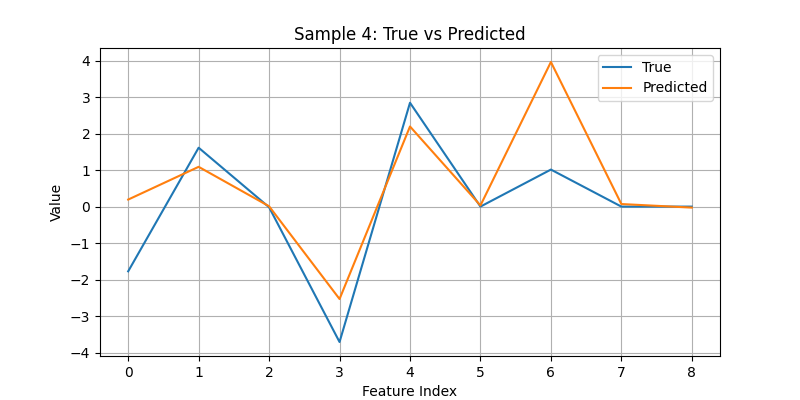 Sample 4: True vs Predicted
True
Predicted
Value
4
3
2
1
0
−1
−2
−3
−4
0 1 2 3 4 5 6 7 8
Feature Index